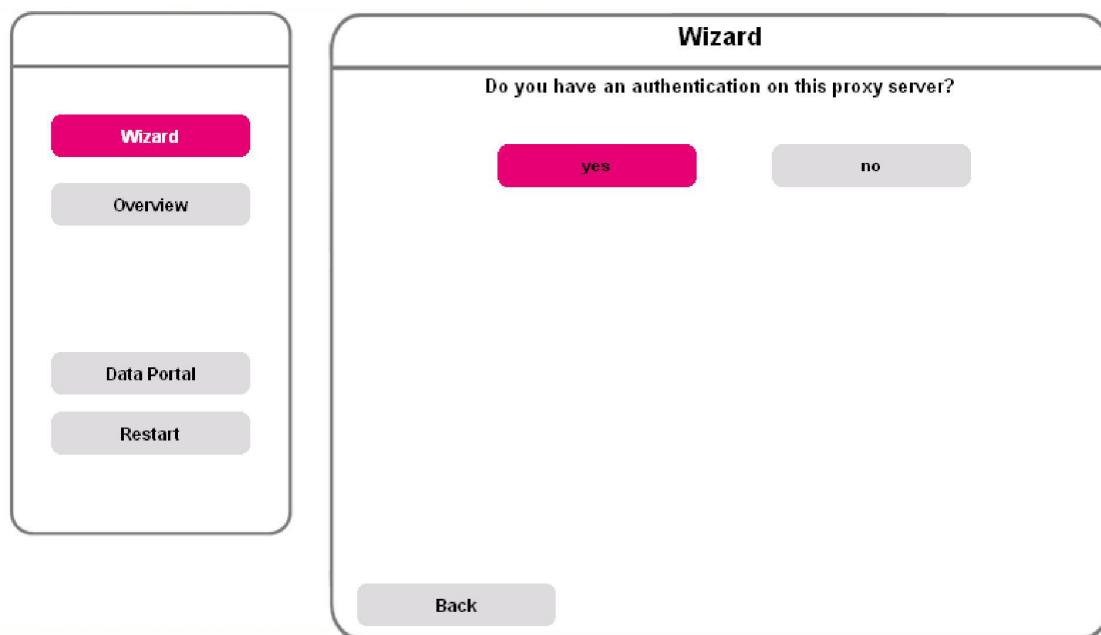 Wizard
Overview
Data Portal
Restart
Wizard
Do you have an authentication on this proxy server?
yes
no
Back